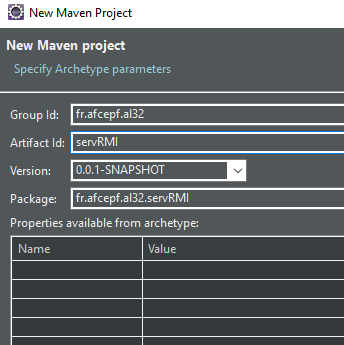 New Maven Project
New Maven project
Specify Archetype parameters
Group Id: fr.afcepf.al32
Artifact Id: servRMI
Version: 0.0.1-SNAPSHOT
Package: fr.afcepf.al32.servRMI
Properties available from archetype:
Name Value